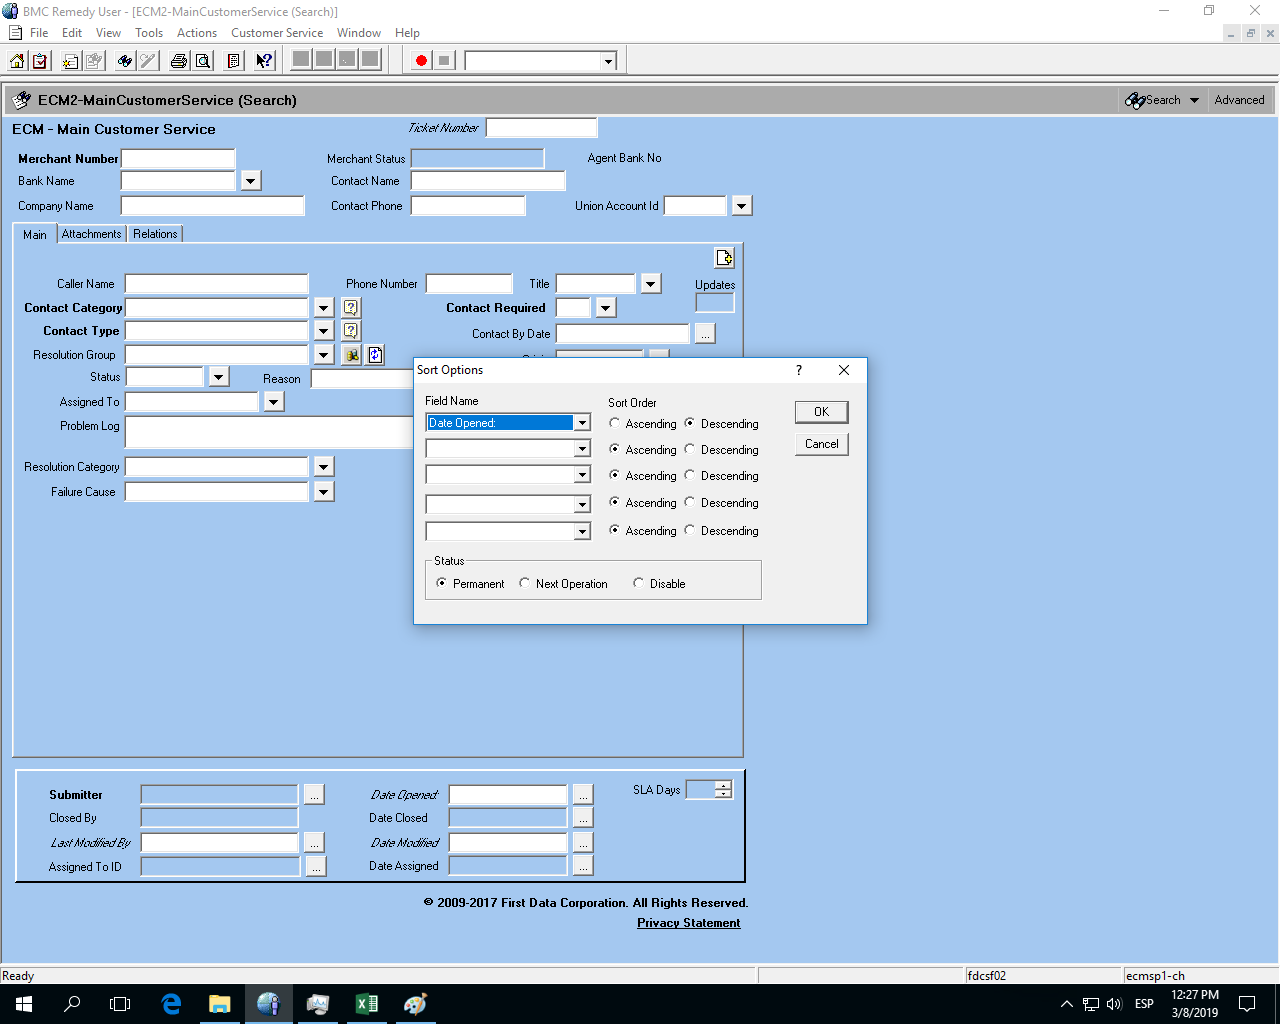 BMC Remedy User - [ECM2-MainCustomerService (Search)]
File Edit View Tools Actions Customer Service Window Help
ECM2-MainCustomerService (Search)
Search Advanced
ECM - Main Customer Service
Ticket Number
Merchant Number
Merchant Status
Agent Bank No
Bank Name
Contact Name
Company Name
Contact Phone
Union Account Id
Main Attachments Relations
Caller Name
Phone Number
Title
Updates
Contact Category
Contact Required
Contact Type
Contact By Date
Resolution Group
Status
Reason
Assigned To
Problem Log
Resolution Category
Failure Cause
Sort Options
Field Name
Sort Order
OK
Date Opened:
Ascending Descending
Cancel
Ascending Descending
Ascending Descending
Ascending Descending
Ascending Descending
Status
Permanent Next Operation Disable
Submitter
Date Opened
SLA Days
Closed By
Date Closed
Last Modified By
Date Modified
Assigned To ID
Date Assigned
© 2009-2017 First Data Corporation. All Rights Reserved.
Privacy Statement
Ready
fdcsf02
ecmsp1-ch
ESP
12:27 PM
3/8/2019